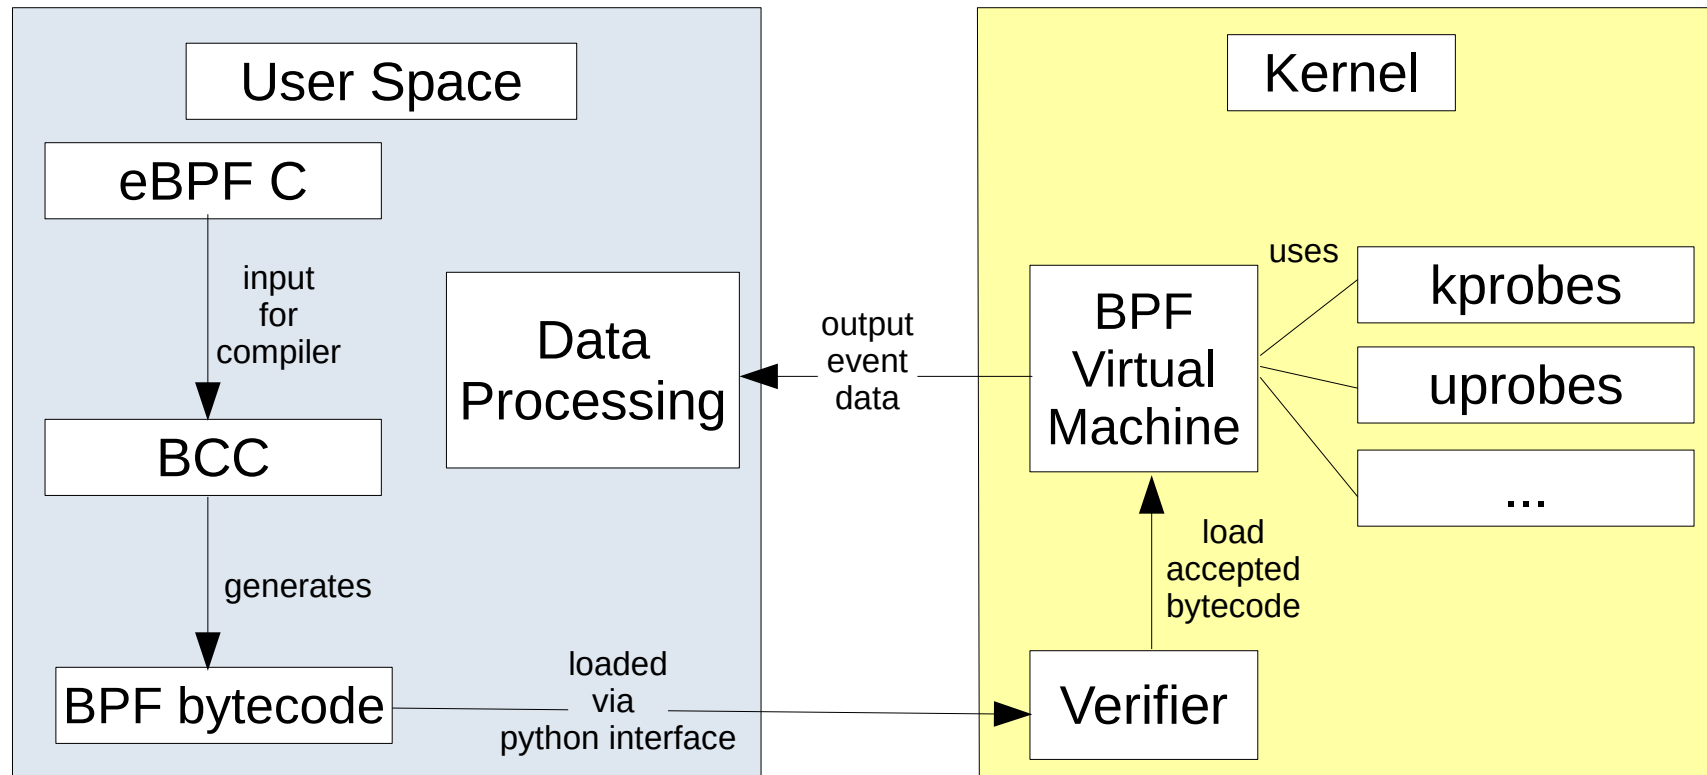 User Space
eBPF C
input
for
compiler
BCC
generates
BPF bytecode
loaded
via
python interface
Data
Processing
output
event
data
Kernel
BPF
Virtual
Machine
uses
kprobes
uprobes
...
load
accepted
bytecode
Verifier